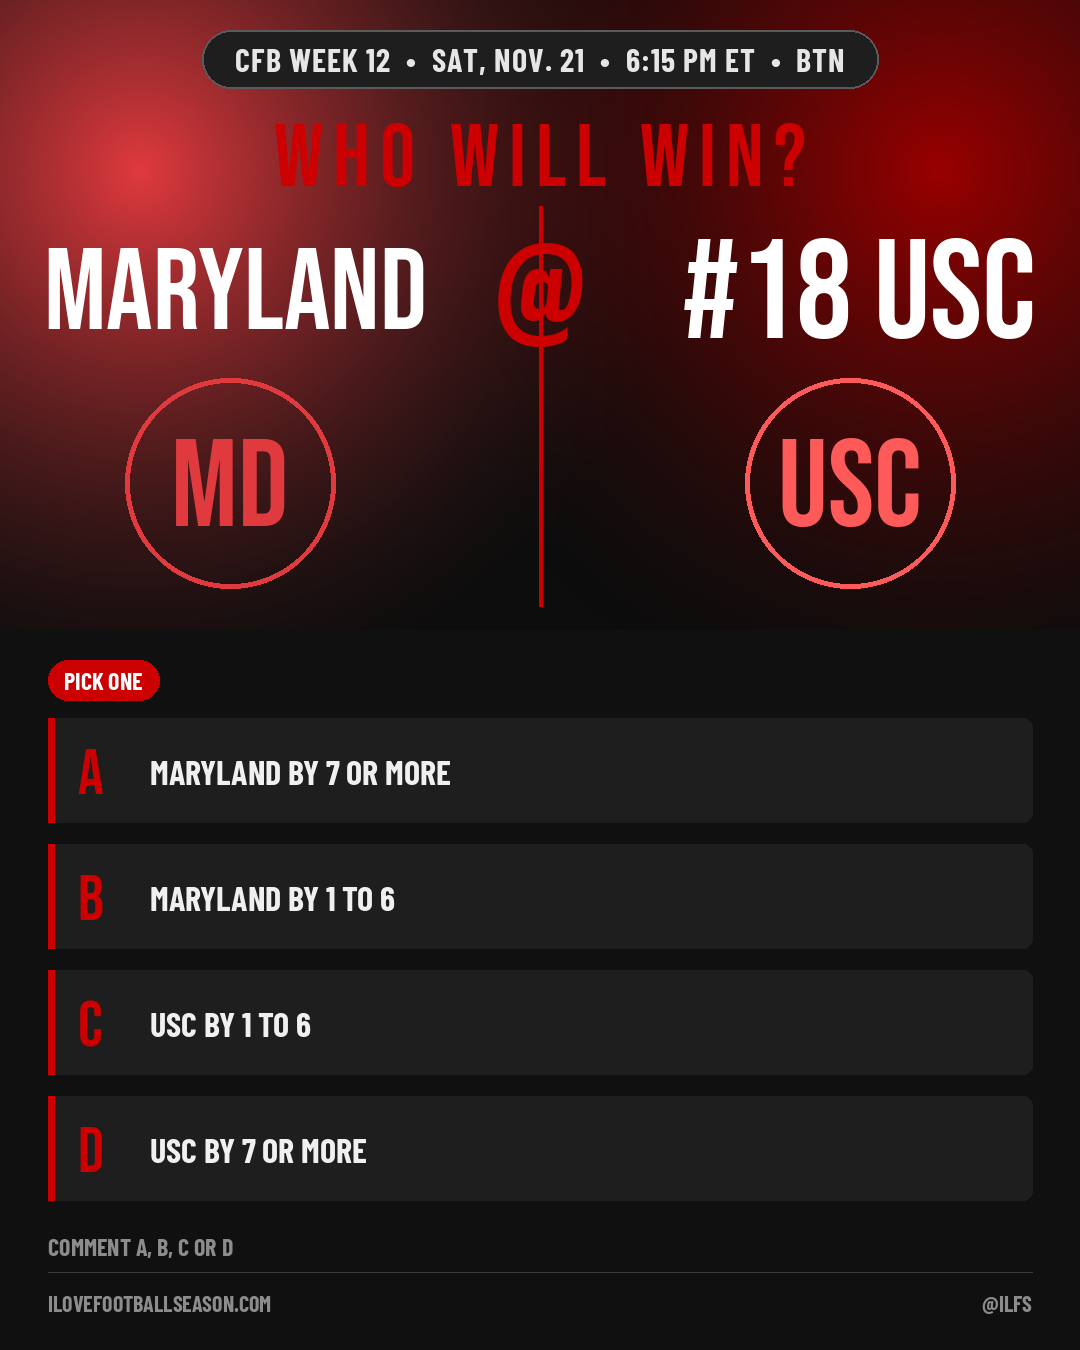 CFB WEEK 12 • SAT, NOV. 21 • 6:15 PM ET • BTN
WHO WILL WIN?
MARYLAND @ #18 USC
MD USC
PICK ONE
A MARYLAND BY 7 OR MORE
B MARYLAND BY 1 TO 6
C USC BY 1 TO 6
D USC BY 7 OR MORE
COMMENT A, B, C OR D
ILOVEFOOTBALLSEASON.COM @ILFS